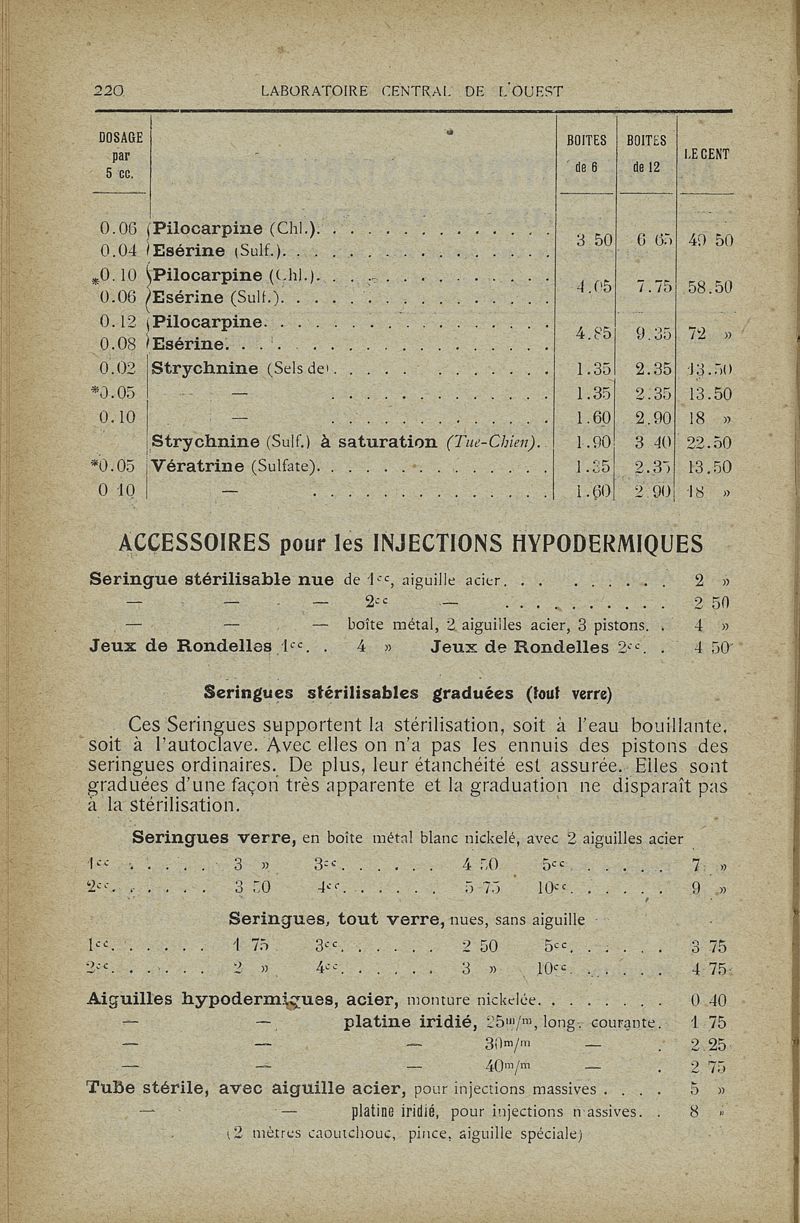 220 LABORATOIRE CENTRAL DE L'OUEST
DOSAGE par 5 cc. BOITES de 6 BOITES de 12 LE CENT
0.06 Pilocarpine (Chl.). . . . . . . . . . . . .
3 50 6 65 49 50
0.04 Esérine (Sulf.). . . . . . . . . . . . . .
*0.10 Pilocarpine (Chl.). . . . . . . . . . . . .
4.05 7.75 58.50
0.06 Esérine (Sulf.). . . . . . . . . . . . . .
0.12 Pilocarpine. . . . . . . . . . . . . . .
4.85 9.35 72 »
0.08 Esérine. . . . . . . . . . . . . . . .
0.02 Strychnine (Sels de). . . . . . . . . . . 1.35 2.35 13.50
*0.05 — . . . . . . . . . . . 1.35 2.35 13.50
0.10 — . . . . . . . . . . . 1.60 2.90 18 »
Strychnine (Sulf.) à saturation (Tue-Chien). . 1.90 3 40 22.50
*0.05 Vératrine (Sulfate). . . . . . . . . . . . 1.35 2.35 13.50
0 10 — . . . . . . . . . . . . 1.60 2 90 18 »
ACCESSOIRES pour les INJECTIONS HYPODERMIQUES
Seringue stérilisable nue de 1cc, aiguille acier. . . . . . . . . 2 »
— — — 2cc — . . . . . . . . . 2 50
— — — boîte métal, 2 aiguilles acier, 3 pistons. . 4 »
Jeux de Rondelles 1cc. . 4 » Jeux de Rondelles 2cc. . 4 50
Seringues stérilisables graduées (tout verre)
Ces Seringues supportent la stérilisation, soit à l'eau bouillante,
soit à l'autoclave. Avec elles on n'a pas les ennuis des pistons des
seringues ordinaires. De plus, leur étanchéité est assurée. Elles sont
graduées d'une façon très apparente et la graduation ne disparaît pas
à la stérilisation.
Seringues verre, en boîte métal blanc nickelé, avec 2 aiguilles acier
1cc . . . . . 3 » 3cc. . . . . . 4 50 5cc . . . . . 7 »
2cc. . . . . . 3 50 4cc. . . . . . 5 75 10cc. . . . . . 9 »
Seringues, tout verre, nues, sans aiguille
1cc. . . . . . 1 75 3cc. . . . . . 2 50 5cc. . . . . . 3 75
2cc. . . . . . 2 » 4cc. . . . . . 3 » 10cc. . . . . . 4 75
Aiguilles hypodermiques, acier, monture nickelée. . . . . . . . 0 40
— — platine iridié, 25m/m, long. courante. 1 75
— — — 30m/m — . 2 25
— — — 40m/m — . 2 75
Tube stérile, avec aiguille acier, pour injections massives . . . . 5 »
— — platine iridié, pour injections massives. . 8 »
(2 mètres caoutchouc, pince, aiguille spéciale)